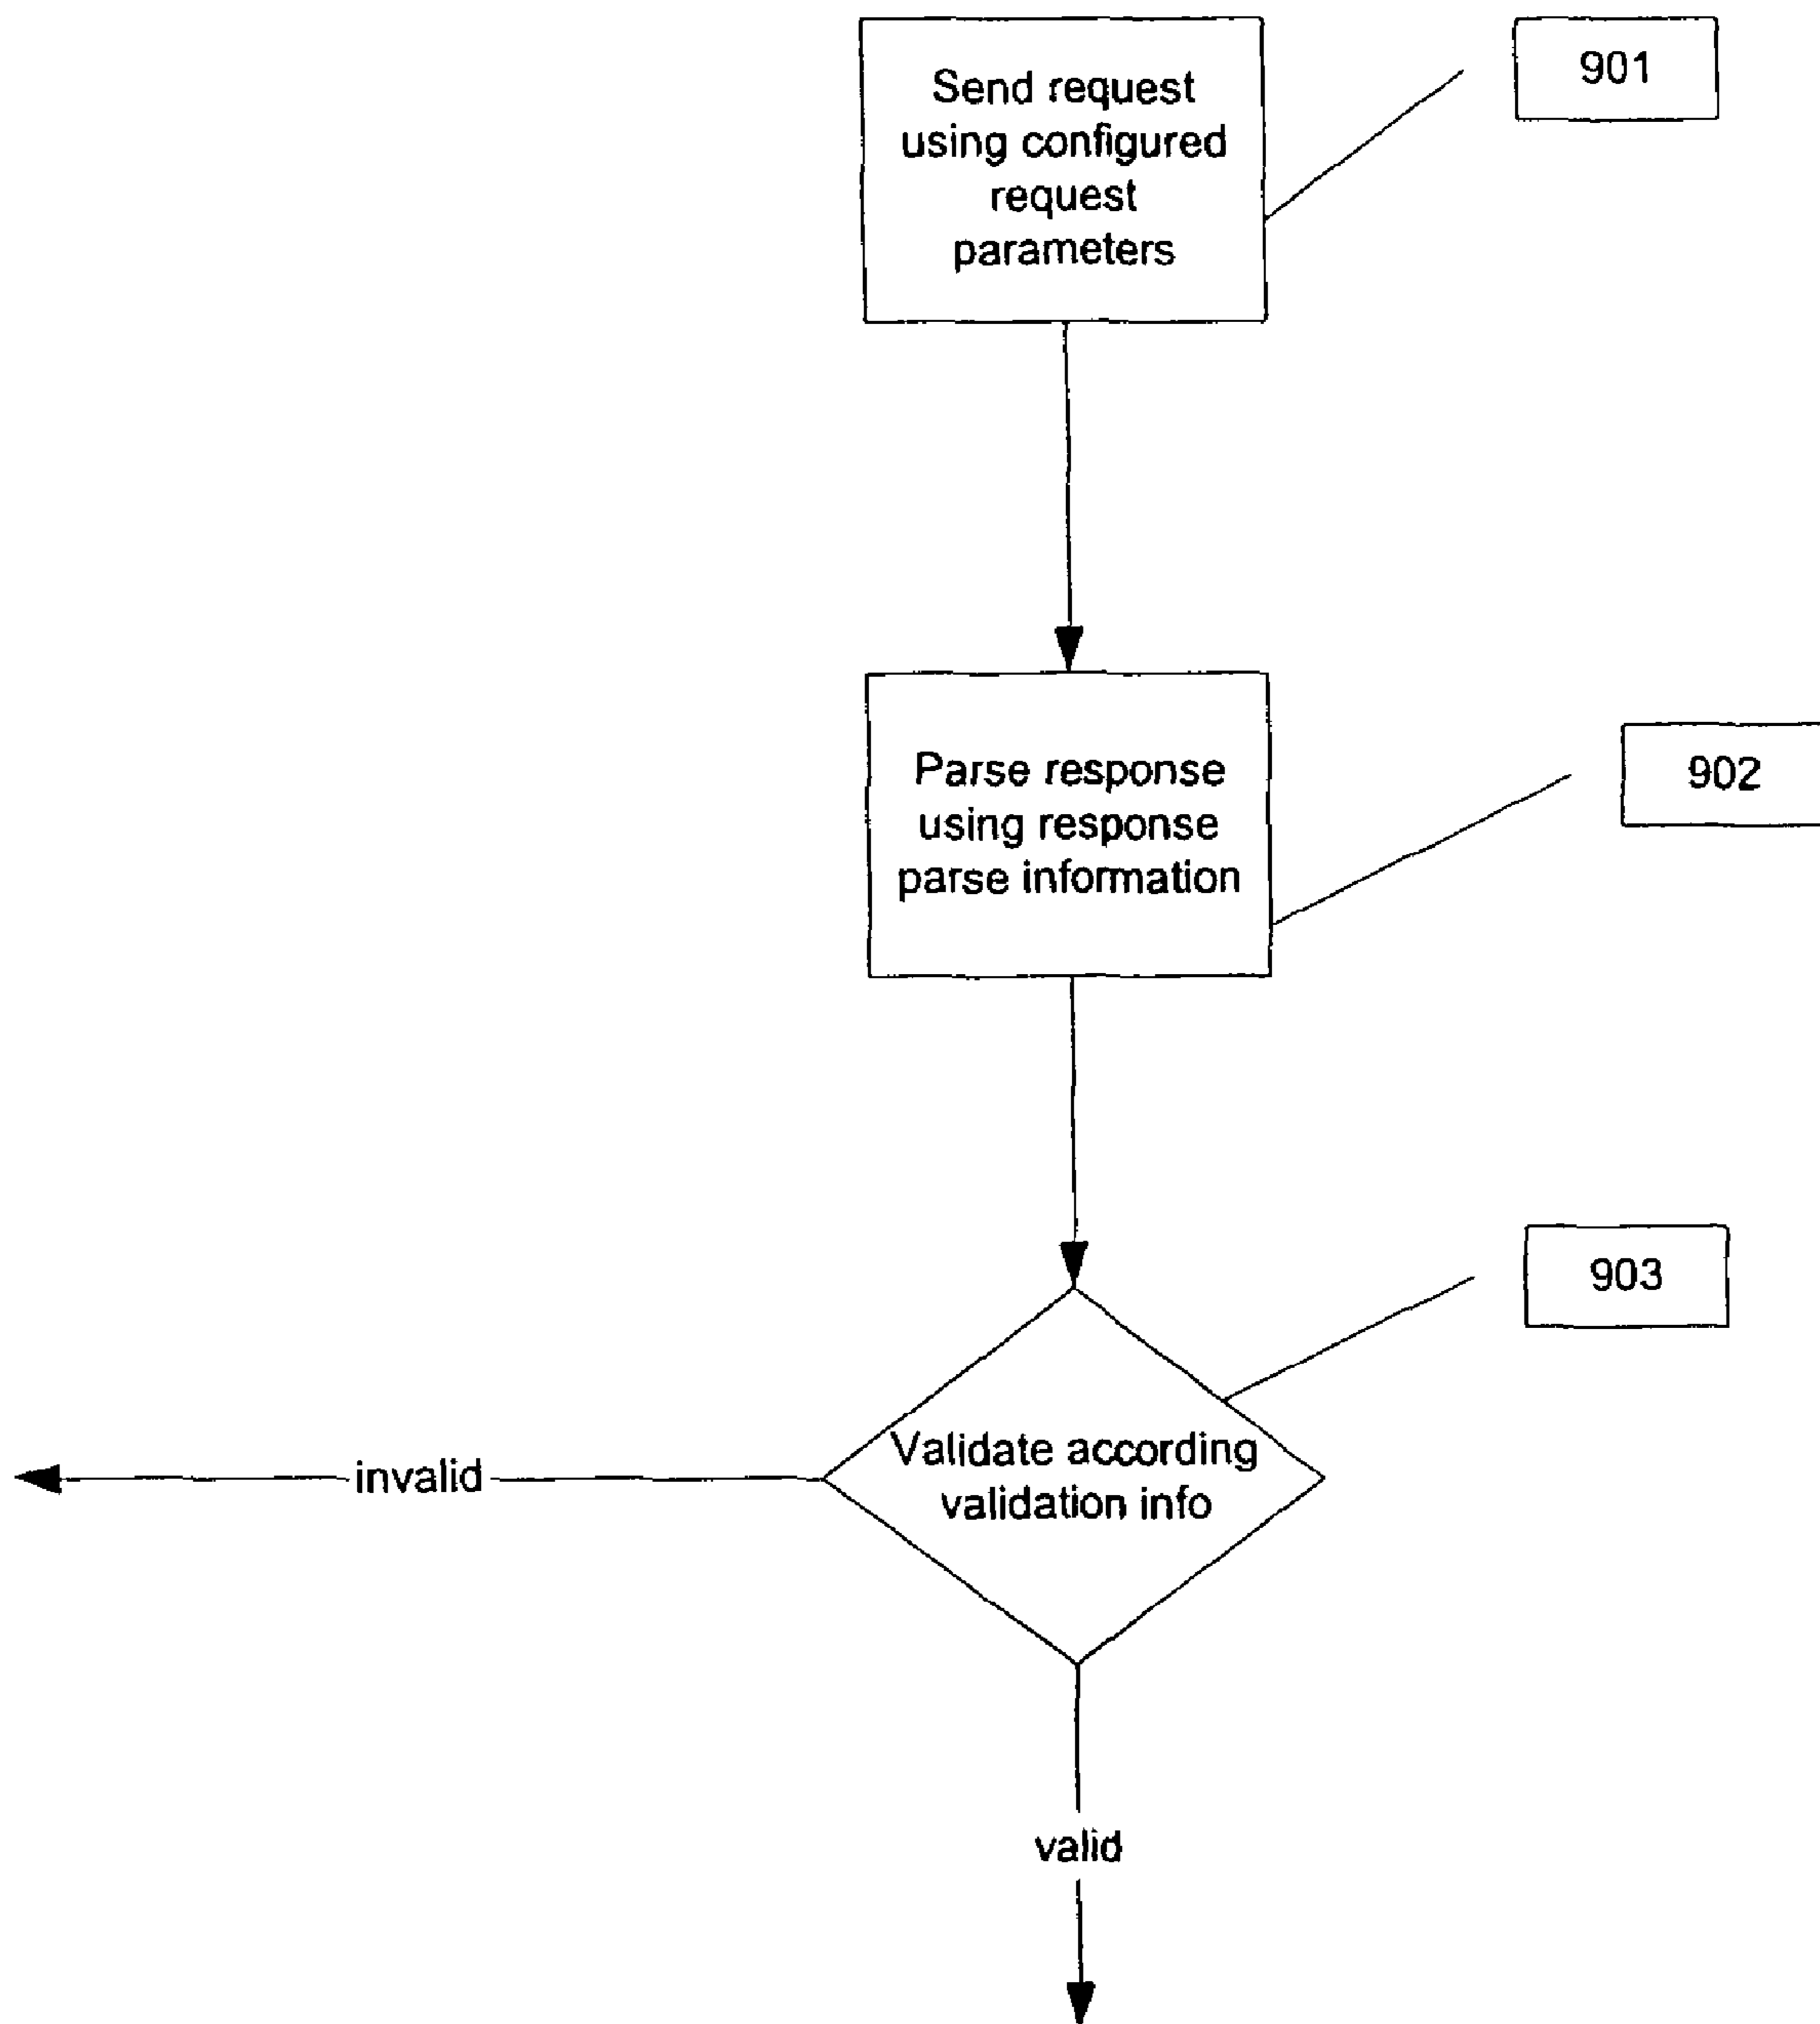 Send request
using configured
request
parameters
901
Parse response
using response
parse information
902
903
Validate according
validation info
invalid
valid